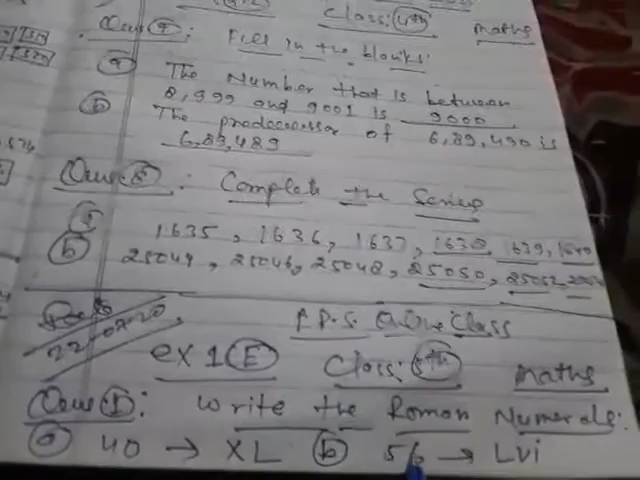 Class: 4th maths
Ques 4: Fill in the blanks:
a The Number that is between
8,999 and 9001 is 9000
b The predecessor of 6,89,490 is
6,89,489
Ques 5: Complete the Series
1635, 1636, 1637, 1638, 1639, 1640
b 25044, 25046, 25048, 25050, 25052,
22-07-20
P.P.S. Online Class
ex 1 E Class: 5th maths
Ques 1: Write the Roman Numerals:
a 40 → XL b 56 → Lvi